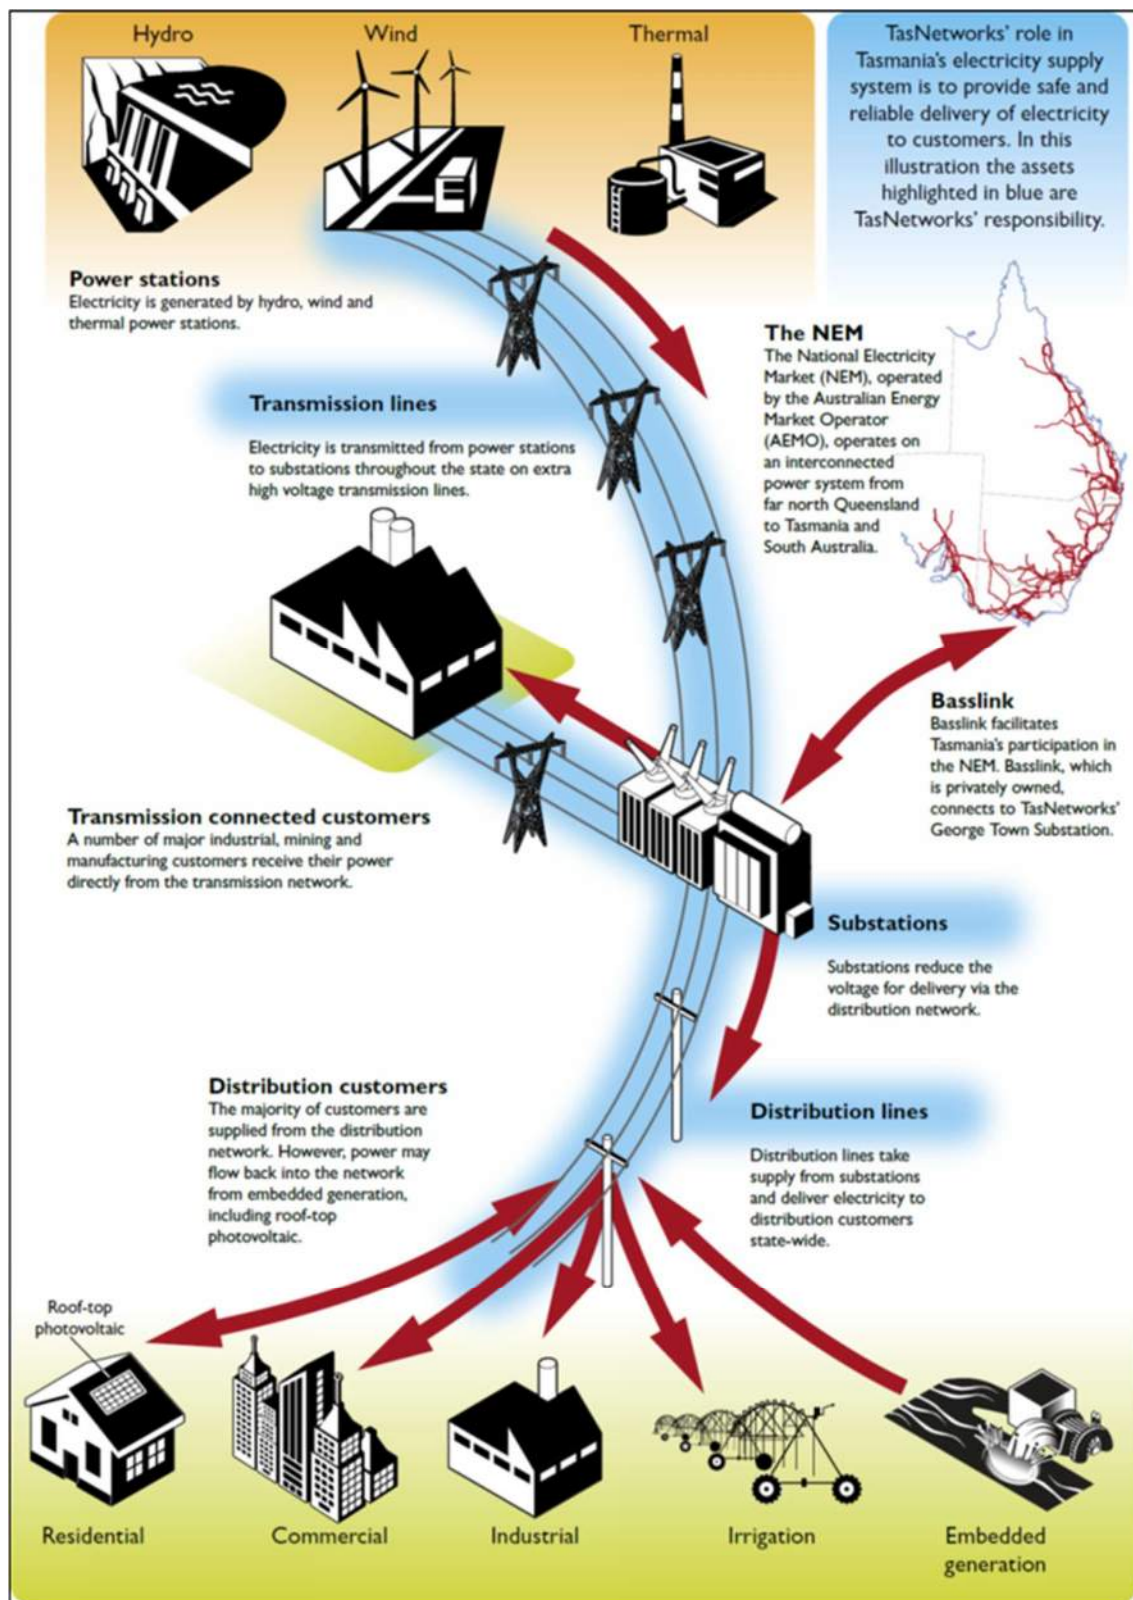 Hydro
Wind
Thermal
TasNetworks' role in
Tasmania's electricity supply
system is to provide safe and
reliable delivery of electricity
to customers. In this
illustration the assets
highlighted in blue are
TasNetworks' responsibility.
Power stations
Electricity is generated by hydro, wind and
thermal power stations.
Transmission lines
Electricity is transmitted from power stations
to substations throughout the state on extra
high voltage transmission lines.
The NEM
The National Electricity
Market (NEM), operated
by the Australian Energy
Market Operator
(AEMO), operates on
an interconnected
power system from
far north Queensland
to Tasmania and
South Australia.
Basslink
Basslink facilitates
Tasmania's participation in
the NEM. Basslink, which
is privately owned,
connects to TasNetworks'
George Town Substation.
Transmission connected customers
A number of major industrial, mining and
manufacturing customers receive their power
directly from the transmission network.
Substations
Substations reduce the
voltage for delivery via the
distribution network.
Distribution customers
The majority of customers are
supplied from the distribution
network. However, power may
flow back into the network
from embedded generation,
including roof-top
photovoltaic.
Distribution lines
Distribution lines take
supply from substations
and deliver electricity to
distribution customers
state-wide.
Roof-top
photovoltaic
Residential
Commercial
Industrial
Irrigation
Embedded
generation